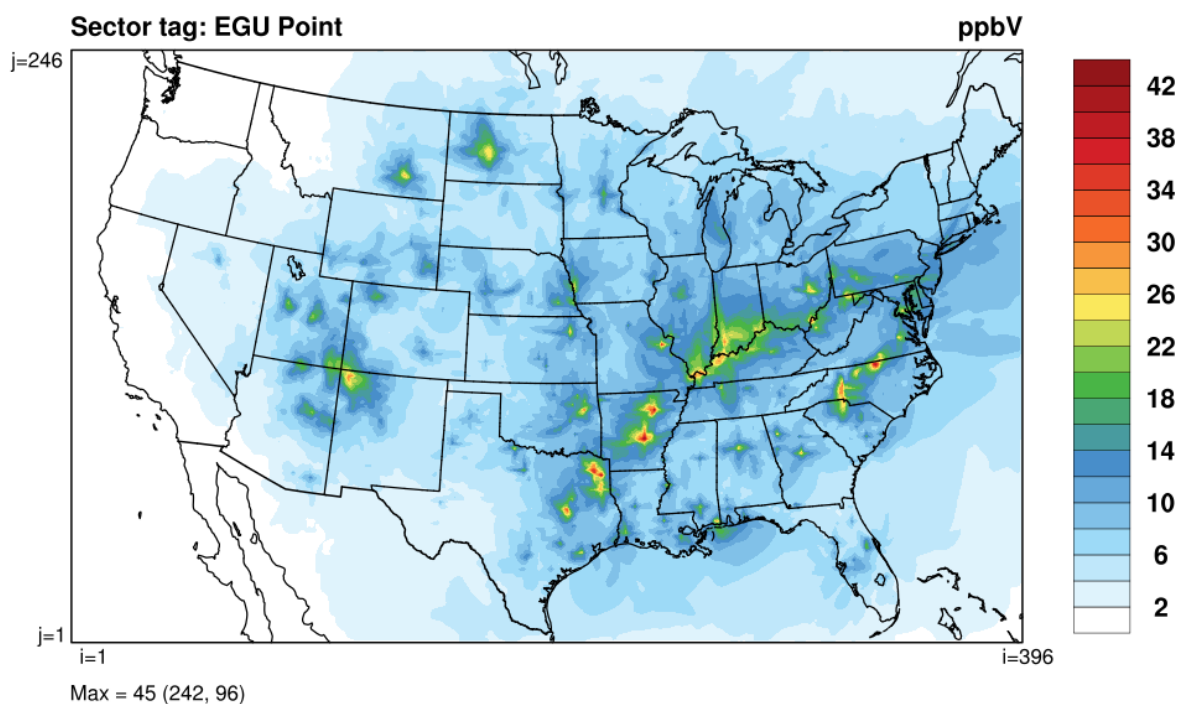 Sector tag: EGU Point
ppbV
j=246
42
38
34
30
26
22
18
14
10
6
2
j=1
i=1
i=396
Max = 45 (242, 96)